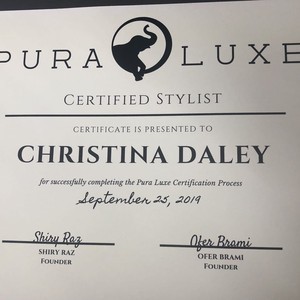 PURA LUXE
CERTIFIED STYLIST
CERTIFICATE IS PRESENTED TO
CHRISTINA DALEY
for successfully completing the Pura Luxe Certification Process
September 25, 2019
Shiry Raz Ofer Brami
SHIRY RAZ OFER BRAMI
FOUNDER FOUNDER